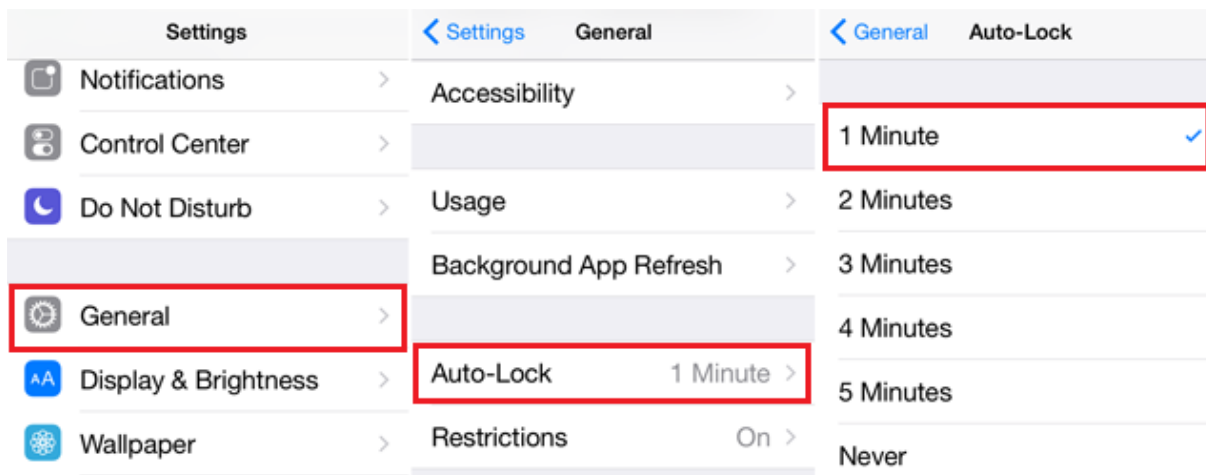 Settings
Notifications
Control Center
Do Not Disturb
General
AA Display & Brightness
Wallpaper
Settings General
Accessibility
Usage
Background App Refresh
Auto-Lock 1 Minute
Restrictions On
General Auto-Lock
1 Minute
2 Minutes
3 Minutes
4 Minutes
5 Minutes
Never